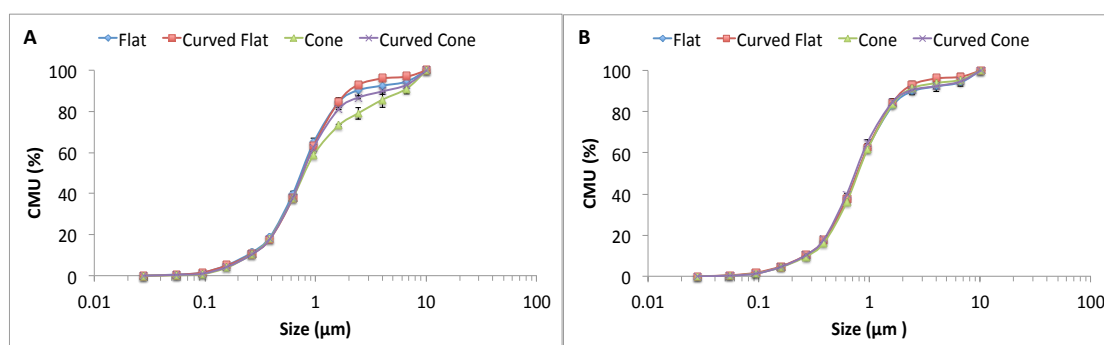 A
Flat Curved Flat Cone Curved Cone
CMU (%)
100
80
60
40
20
0
0.01 0.1 1 10 100
Size (µm)
B
Flat Curved Flat Cone Curved Cone
CMU (%)
100
80
60
40
20
0
0.01 0.1 1 10 100
Size (µm )